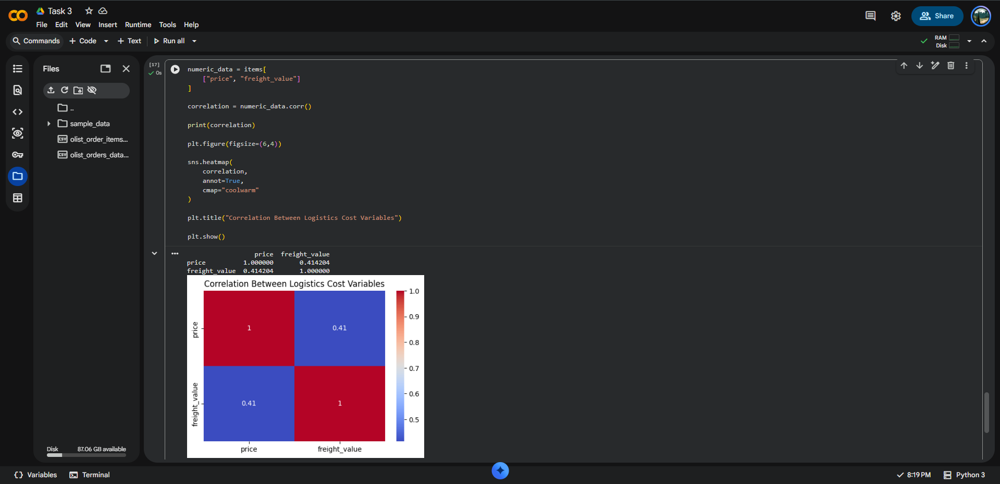 Task 3
File Edit View Insert Runtime Tools Help
Share
Commands + Code + Text Run all
RAM
Disk
Files
..
sample_data
olist_order_items...
olist_orders_data...
Disk 87.06 GB available
[17]
0s
numeric_data = items[
["price", "freight_value"]
]
correlation = numeric_data.corr()
print(correlation)
plt.figure(figsize=(6,4))
sns.heatmap(
correlation,
annot=True,
cmap="coolwarm"
)
plt.title("Correlation Between Logistics Cost Variables")
plt.show()
price freight_value
price 1.000000 0.414204
freight_value 0.414204 1.000000
Correlation Between Logistics Cost Variables
price
freight_value
1 0.41
0.41 1
price freight_value
1.0
0.9
0.8
0.7
0.6
0.5
{} Variables Terminal
8:19 PM Python 3